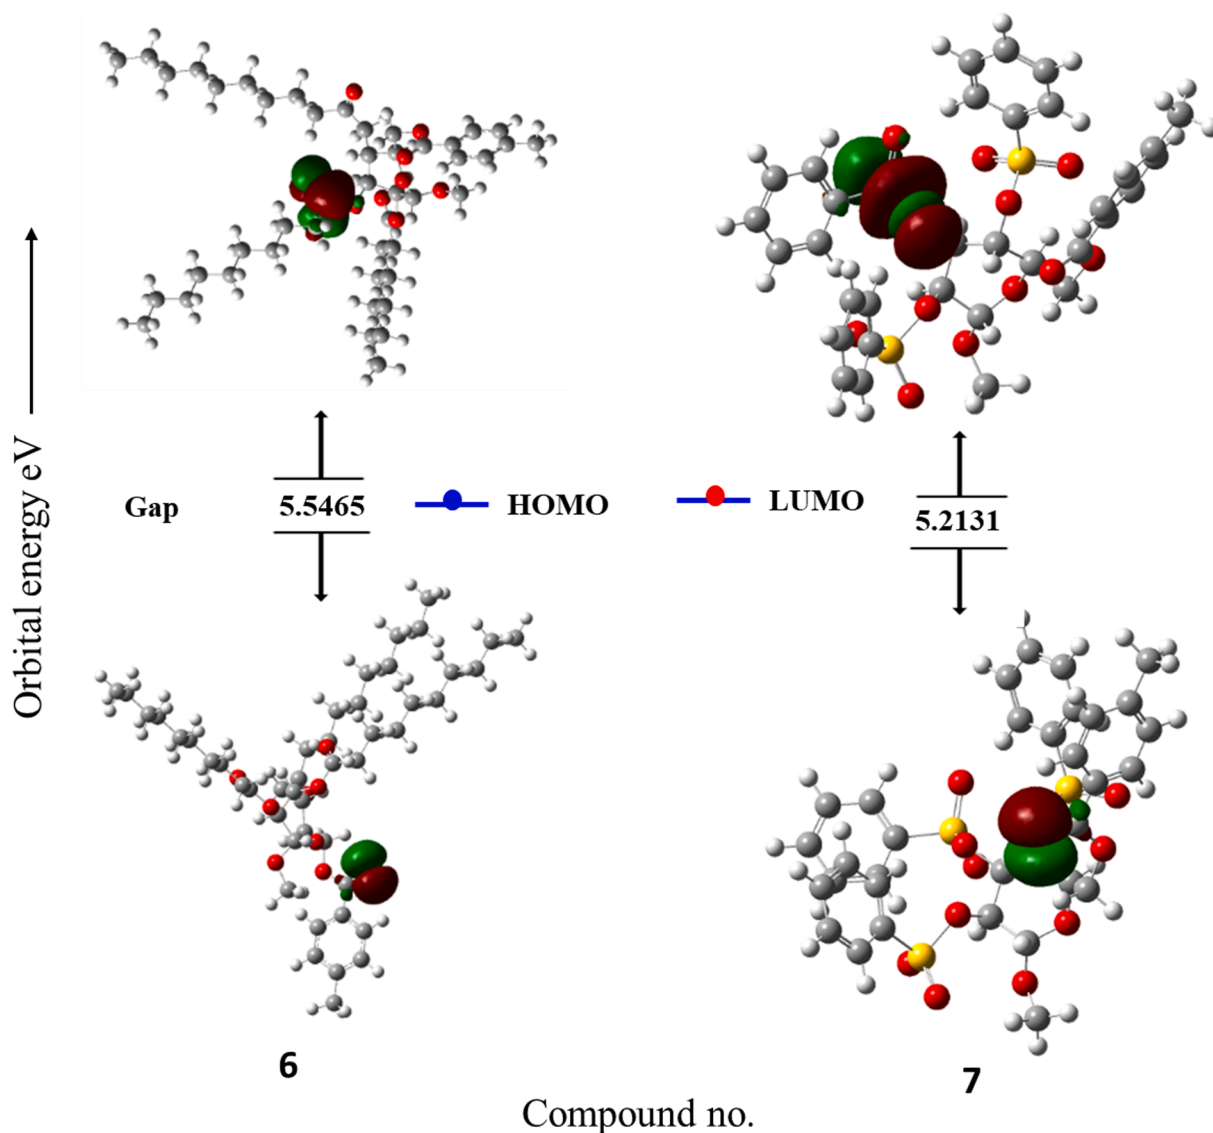 Orbital energy eV
Gap
5.5465
HOMO
LUMO
5.2131
6
7
Compound no.